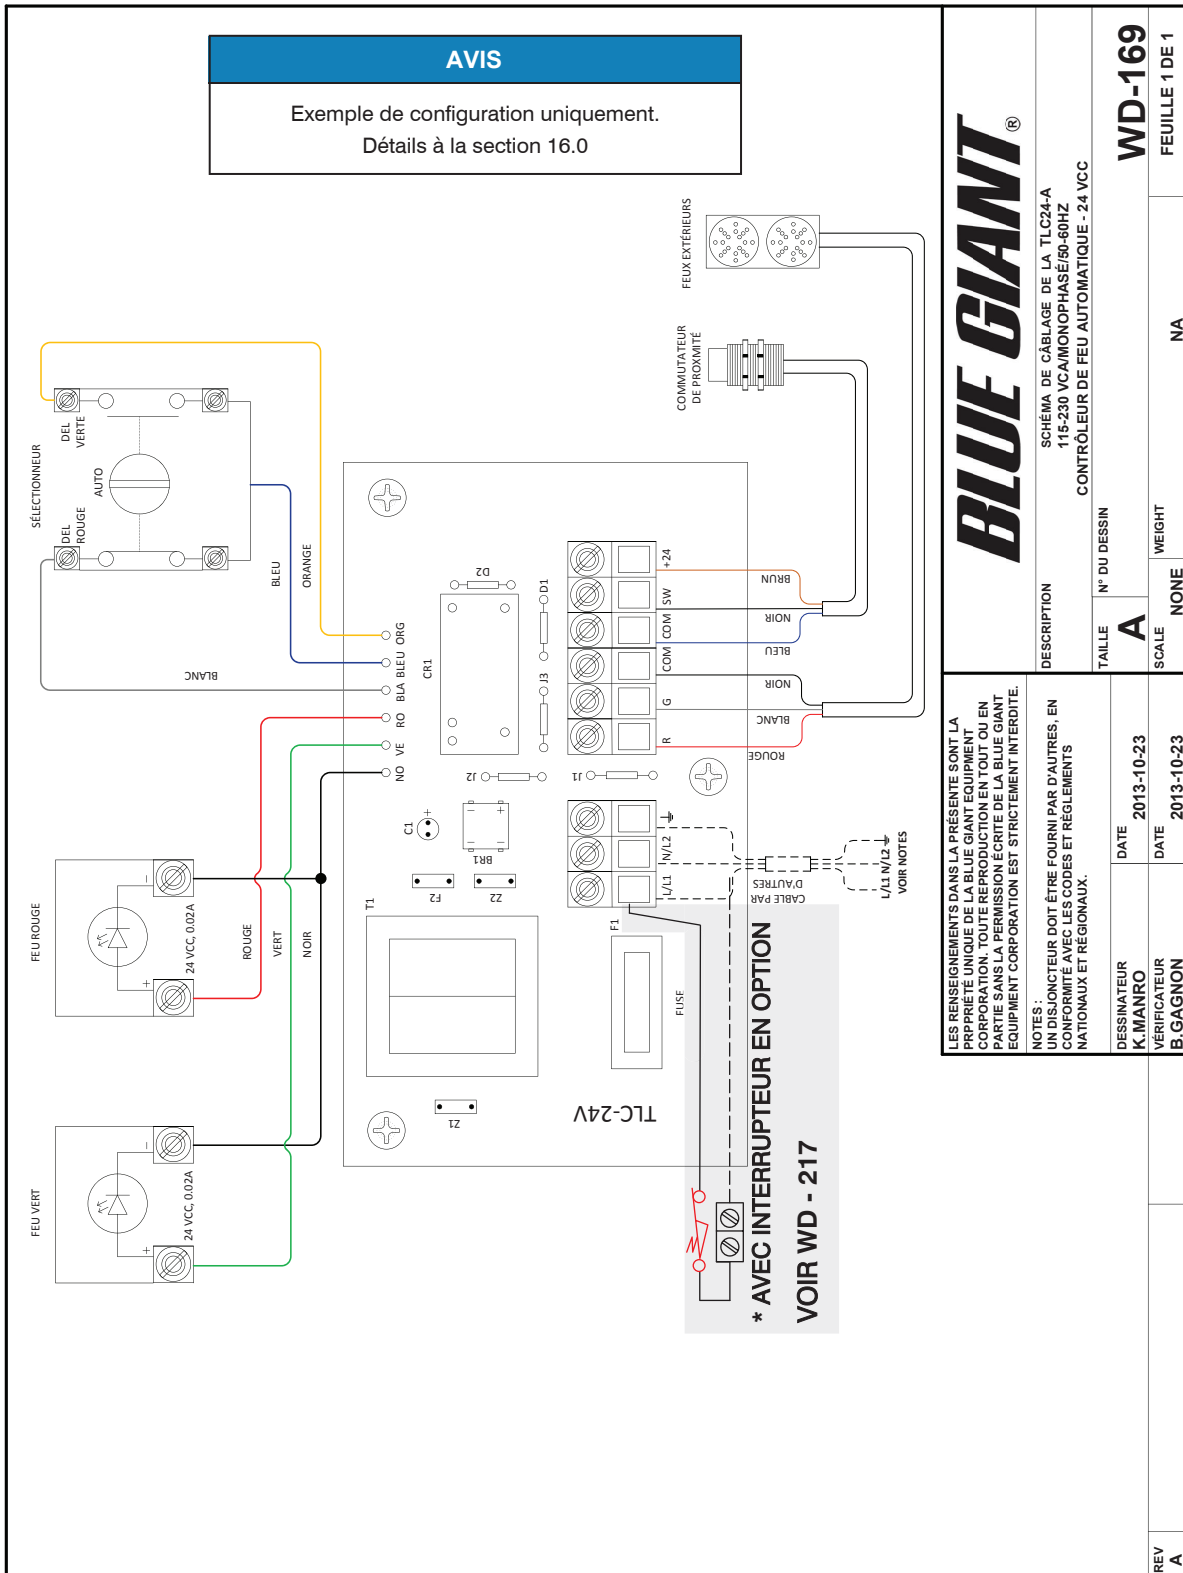 AVIS
Exemple de configuration uniquement.
Détails à la section 16.0
SÉLECTIONNEUR
DEL
ROUGE
AUTO
DEL
VERTE
BLANC
BLEU
ORANGE
FEU ROUGE
24 VCC, 0.02A
+
–
FEU VERT
24 VCC, 0.02A
+
–
ROUGE
VERT
NOIR
NO
VE
RO
BLA
BLEU
ORG
FEUX EXTÉRIEURS
COMMUTATEUR
DE PROXMITÉ
T1
Z1
F2
Z2
C1
+
BR1
CR1
D2
D1
J3
J2
J1
F1
FUSE
TLC-24V
L/L1
N/L2
R
G
COM
COM
SW
+24
ROUGE
BLANC
NOIR
BLEU
NOIR
BRUN
CABLE PAR
D'AUTRES
L/L1 N/L2
VOIR NOTES
* AVEC INTERRUPTEUR EN OPTION
VOIR WD - 217
LES RENSEIGNEMENTS DANS LA PRÉSENTE SONT LA
PRPPRIÉTÉ UNIQUE DE LA BLUE GIANT EQUIPMENT
CORPORATION. TOUTE REPRODUCTION EN TOUT OU EN
PARTIE SANS LA PERMISSION ÉCRITE DE LA BLUE GIANT
EQUIPMENT CORPORATION EST STRICTEMENT INTERDITE.
NOTES :
UN DISJONCTEUR DOIT ÊTRE FOURNI PAR D'AUTRES, EN
CONFORMITÉ AVEC LES CODES ET RÈGLEMENTS
NATIONAUX ET RÉGIONAUX.
DESSINATEUR
K.MANRO
DATE
2013-10-23
VÉRIFICATEUR
B.GAGNON
DATE
2013-10-23
BLUE GIANT®
DESCRIPTION
SCHÉMA DE CÂBLAGE DE LA TLC24-A
115-230 VCA/MONOPHASÉ/50-60HZ
CONTRÔLEUR DE FEU AUTOMATIQUE - 24 VCC
TAILLE
A
N° DU DESSIN
WD-169
SCALE
NONE
WEIGHT
NA
FEUILLE 1 DE 1
REV
A